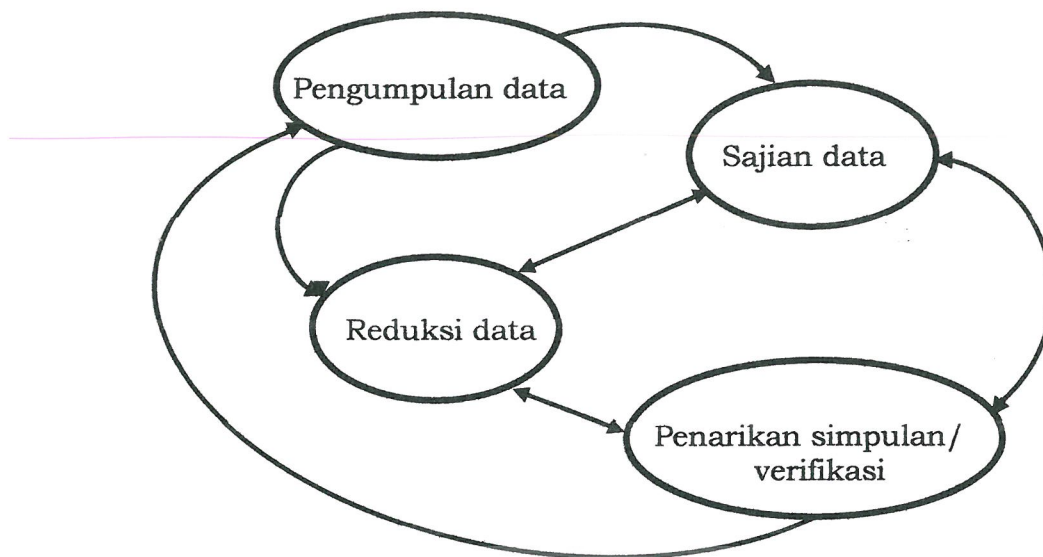 Pengumpulan data
Sajian data
Reduksi data
Penarikan simpulan/
verifikasi